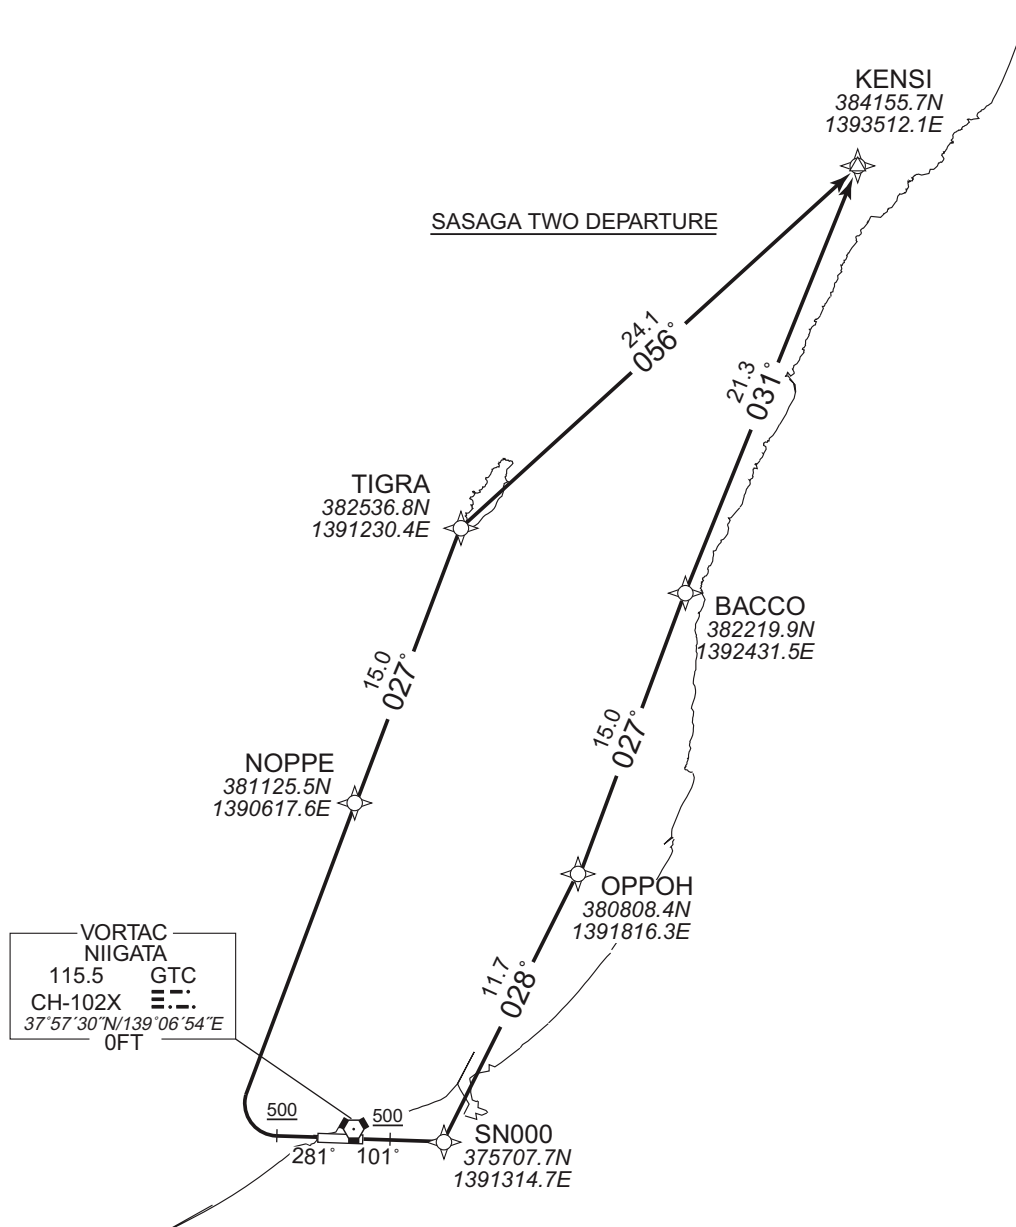 KENSI
384155.7N
1393512.1E
SASAGA TWO DEPARTURE
24.1
056°
21.3
031°
TIGRA
382536.8N
1391230.4E
BACCO
382219.9N
1392431.5E
15.0
027°
15.0
027°
NOPPE
381125.5N
1390617.6E
OPPOH
380808.4N
1391816.3E
VORTAC
NIIGATA
115.5 GTC
CH-102X
37°57´30˝N/139°06´54˝E
0FT
11.7
028°
500
500
281°
101°
SN000
375707.7N
1391314.7E